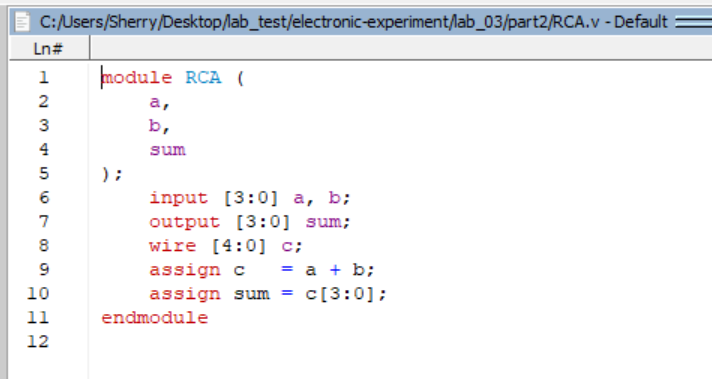 C:/Users/Sherry/Desktop/lab_test/electronic-experiment/lab_03/part2/RCA.v - Default
Ln#
1 module RCA (
2 a,
3 b,
4 sum
5 );
6 input [3:0] a, b;
7 output [3:0] sum;
8 wire [4:0] c;
9 assign c   = a + b;
10 assign sum = c[3:0];
11 endmodule
12